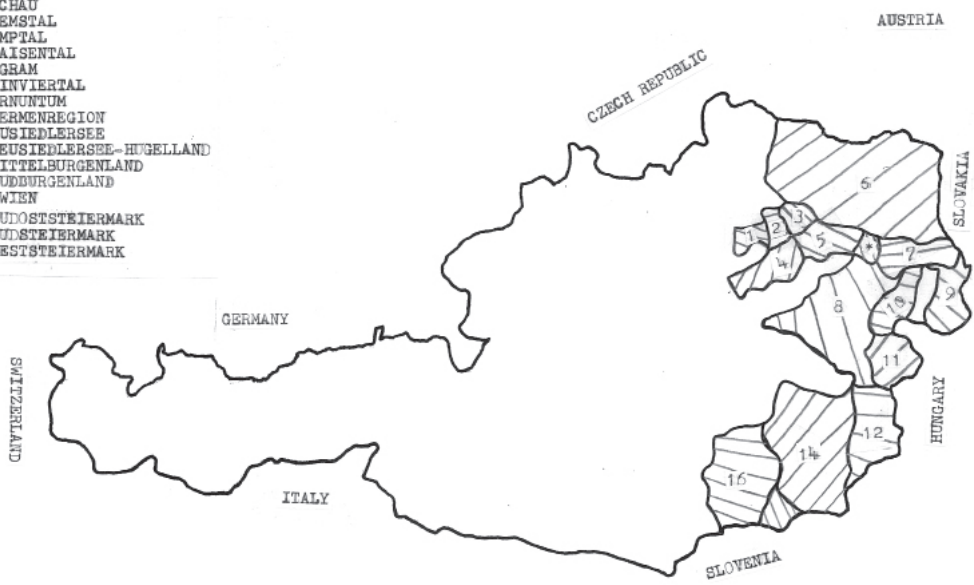 CHAU
EMSTAL
MPTAL
AISENTAL
GRAM
INVIERTAL
RNUNTUM
ERMENREGION
USIEDLERSEE
EUSIEDLERSEE-HUGELLAND
ITTELBURGENLAND
UDBURGENLAND
WIEN
UDOSTSTEIERMARK
UDSTEIERMARK
ESTSTEIERMARK
AUSTRIA
CZECH REPUBLIC
SLOVAKIA
6
3
1
2
5
*
7
4
8
10
9
GERMANY
11
SWITZERLAND
HUNGARY
12
14
16
ITALY
SLOVENIA